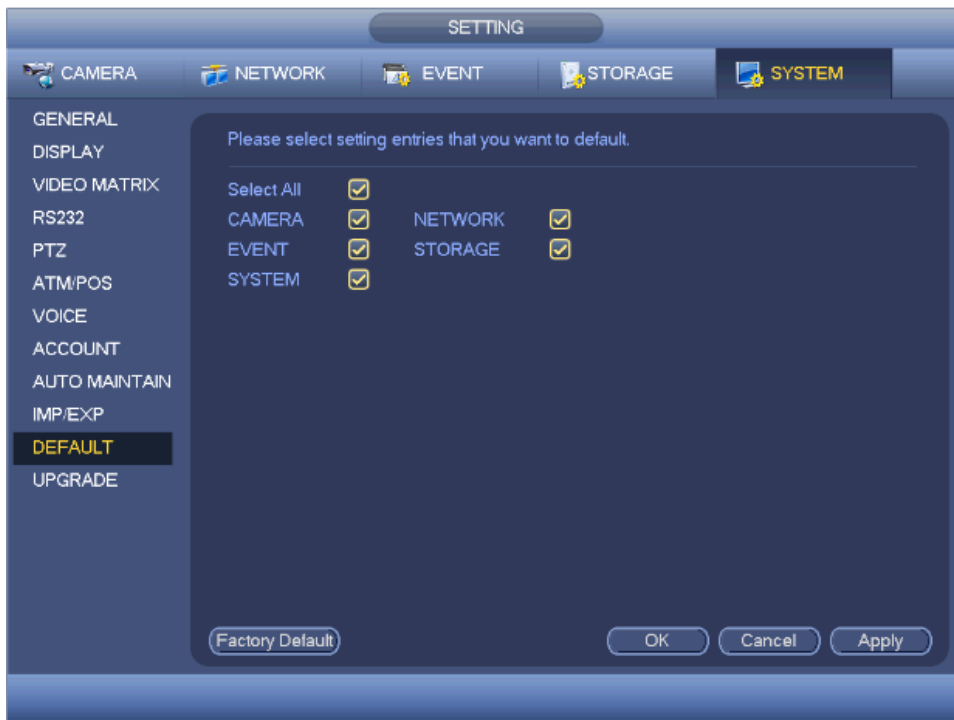 SETTING
CAMERA NETWORK EVENT STORAGE SYSTEM
GENERAL
DISPLAY
VIDEO MATRIX
RS232
PTZ
ATM/POS
VOICE
ACCOUNT
AUTO MAINTAIN
IMP/EXP
DEFAULT
UPGRADE
Please select setting entries that you want to default.
Select All
CAMERA NETWORK
EVENT STORAGE
SYSTEM
Factory Default OK Cancel Apply